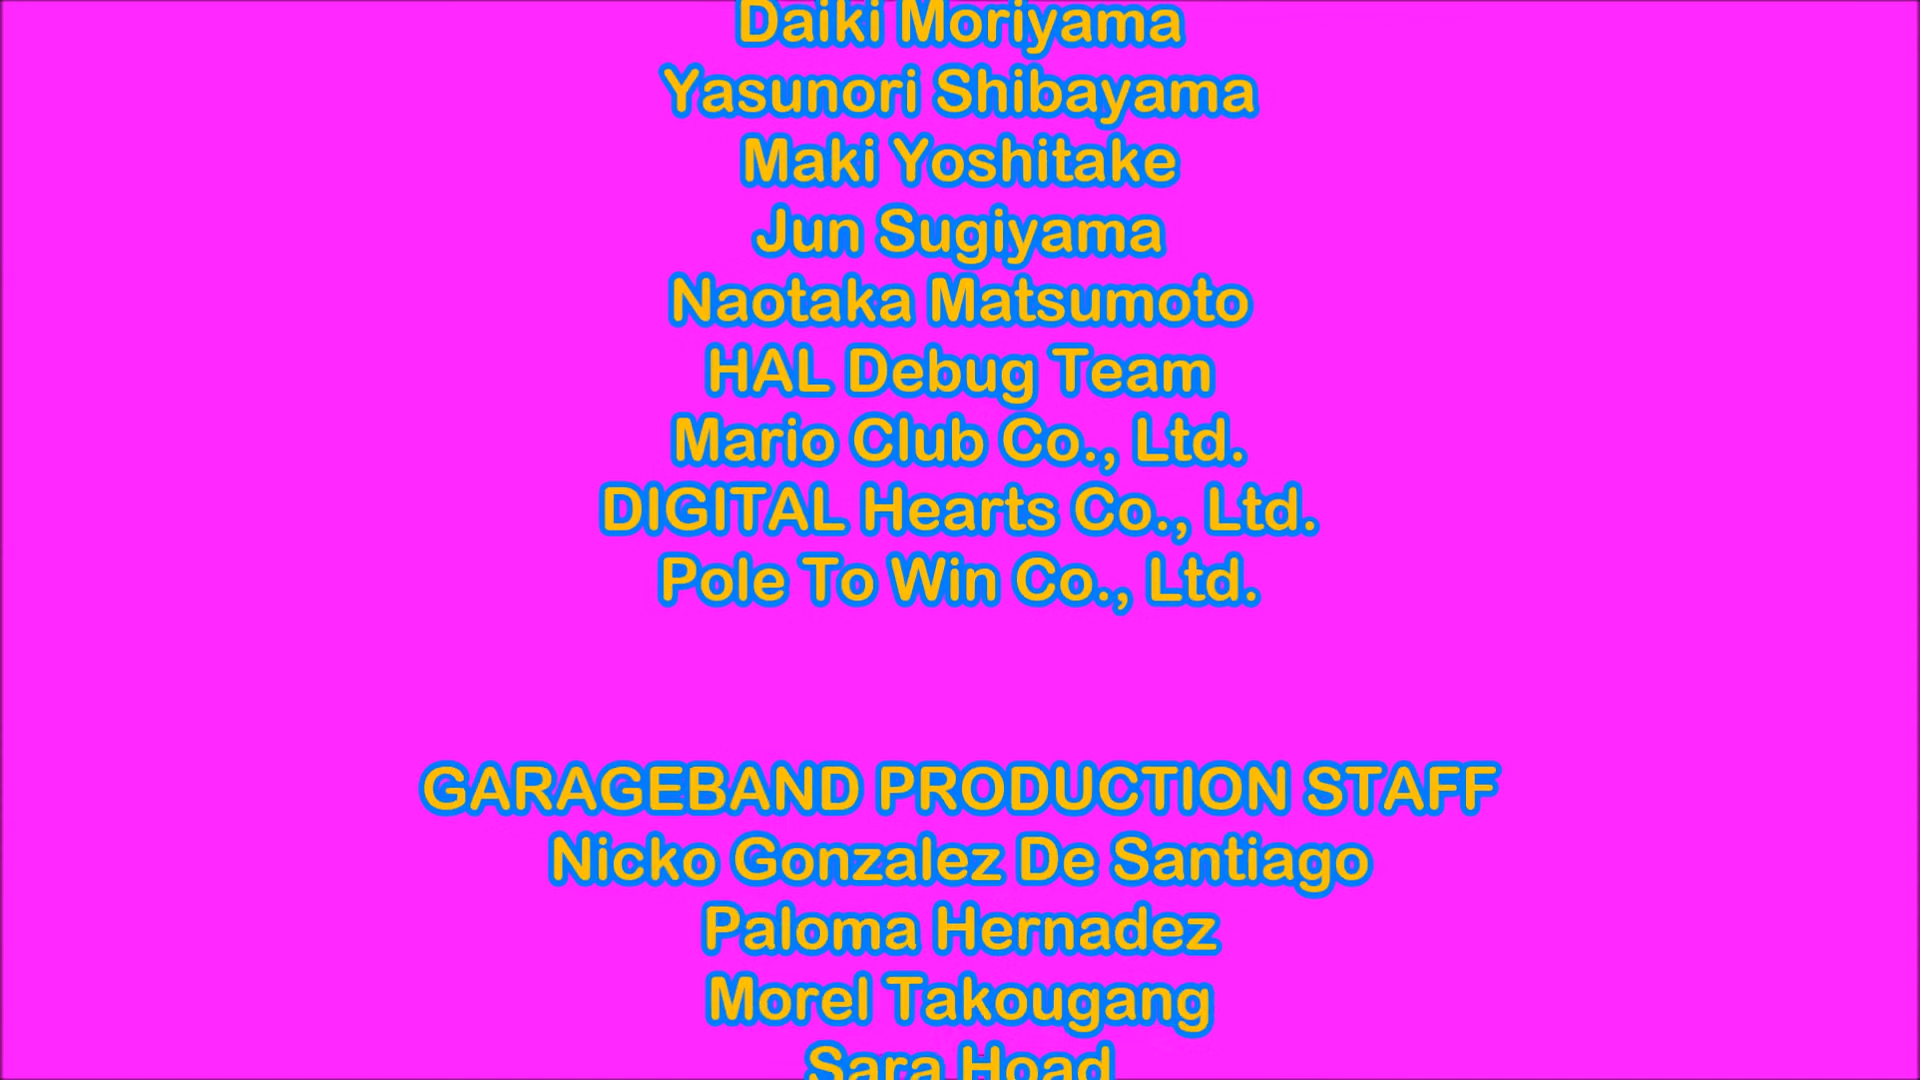 Daiki Moriyama
Yasunori Shibayama
Maki Yoshitake
Jun Sugiyama
Naotaka Matsumoto
HAL Debug Team
Mario Club Co., Ltd.
DIGITAL Hearts Co., Ltd.
Pole To Win Co., Ltd.
GARAGEBAND PRODUCTION STAFF
Nicko Gonzalez De Santiago
Paloma Hernadez
Morel Takougang
Sara Hoad